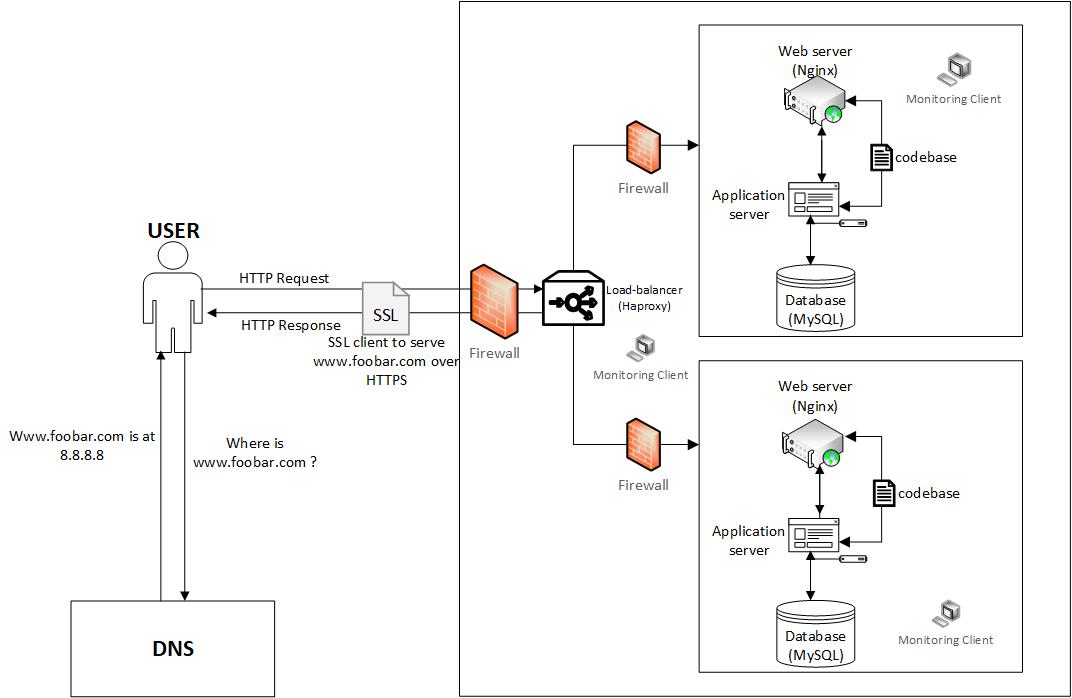 USER
HTTP Request
HTTP Response
SSL
SSL client to serve
www.foobar.com over
HTTPS
Www.foobar.com is at
8.8.8.8
Where is
www.foobar.com ?
DNS
Firewall
Load-balancer
(Haproxy)
Monitoring Client
Firewall
Firewall
Web server
(Nginx)
Monitoring Client
codebase
Application
server
Database
(MySQL)
Web server
(Nginx)
codebase
Application
server
Database
(MySQL)
Monitoring Client